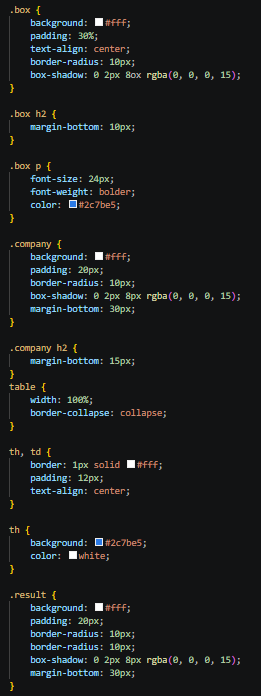 .box {
background: #fff;
padding: 30%;
text-align: center;
border-radius: 10px;
box-shadow: 0 2px 8ox rgba(0, 0, 0, 15);
}
.box h2 {
margin-bottom: 10px;
}
.box p {
font-size: 24px;
font-weight: bolder;
color: #2c7be5;
}
.company {
background: #fff;
padding: 20px;
border-radius: 10px;
box-shadow: 0 2px 8px rgba(0, 0, 0, 15);
margin-bottom: 30px;
}
.company h2 {
margin-bottom: 15px;
}
table {
width: 100%;
border-collapse: collapse;
}
th, td {
border: 1px solid #fff;
padding: 12px;
text-align: center;
}
th {
background: #2c7be5;
color: white;
}
.result {
background: #fff;
padding: 20px;
border-radius: 10px;
border-radius: 10px;
box-shadow: 0 2px 8px rgba(0, 0, 0, 15);
margin-bottom: 30px;
}